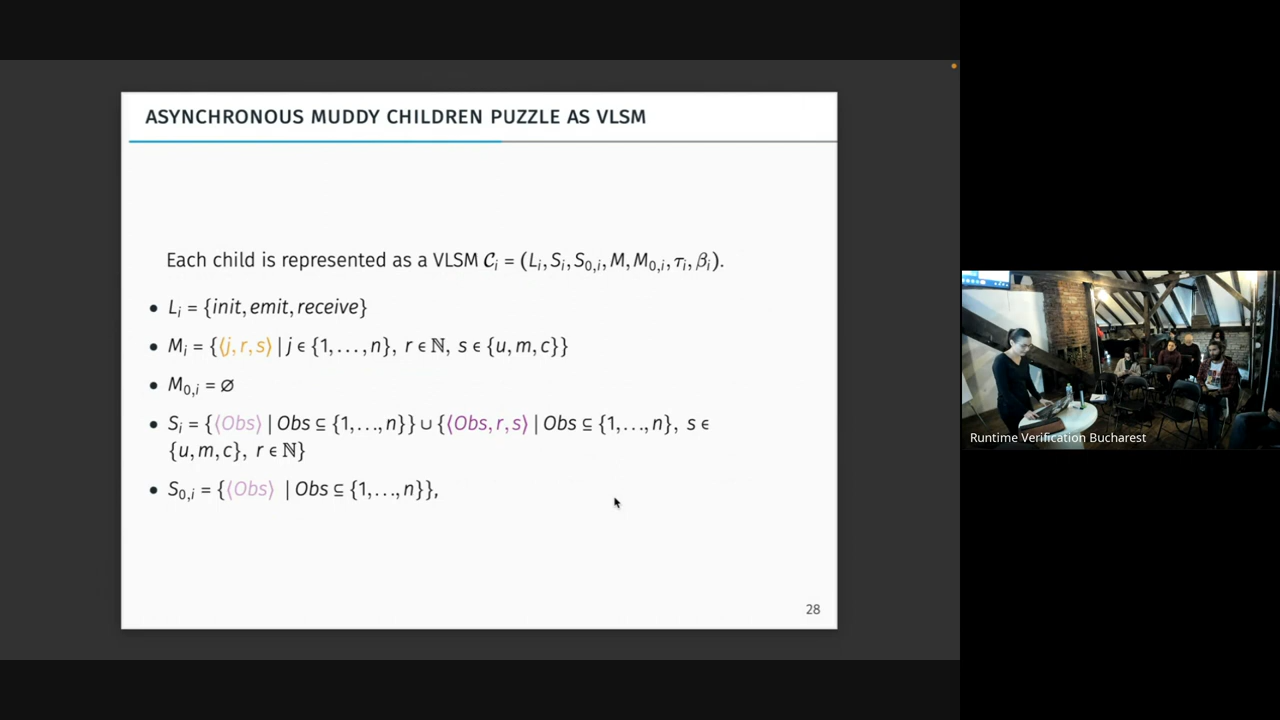 ASYNCHRONOUS MUDDY CHILDREN PUZZLE AS VLSM
Each child is represented as a VLSM 𝒞ᵢ = (Lᵢ, Sᵢ, S₀,ᵢ, M, M₀,ᵢ, τᵢ, βᵢ).
• Lᵢ = {init, emit, receive}
• Mᵢ = {⟨j, r, s⟩ | j ∈ {1, . . . , n}, r ∈ ℕ, s ∈ {u, m, c}}
• M₀,ᵢ = ∅
• Sᵢ = {⟨Obs⟩ | Obs ⊆ {1, . . . , n}} ∪ {⟨Obs, r, s⟩ | Obs ⊆ {1, . . . , n}, s ∈
{u, m, c}, r ∈ ℕ}
• S₀,ᵢ = {⟨Obs⟩ | Obs ⊆ {1, . . . , n}},
28
Runtime Verification Bucharest